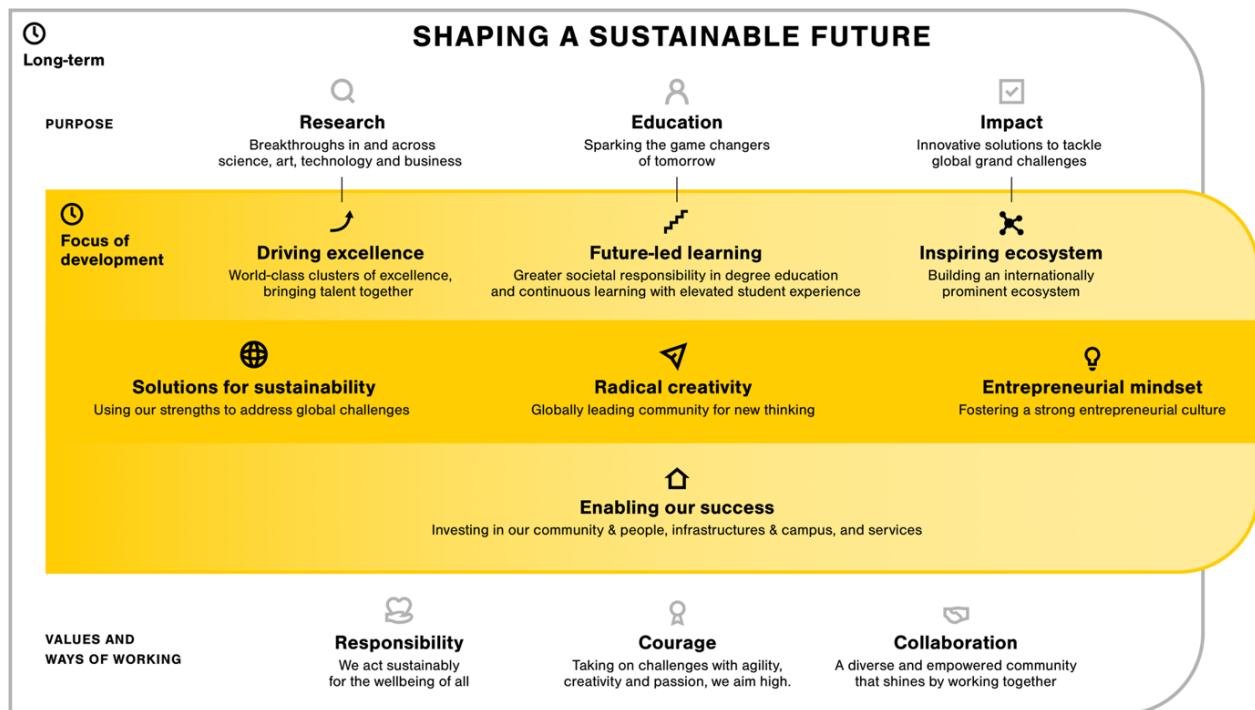 SHAPING A SUSTAINABLE FUTURE
Long-term
PURPOSE
Research
Breakthroughs in and across
science, art, technology and business
Education
Sparking the game changers
of tomorrow
Impact
Innovative solutions to tackle
global grand challenges
Focus of
development
Driving excellence
World-class clusters of excellence,
bringing talent together
Future-led learning
Greater societal responsibility in degree education
and continuous learning with elevated student experience
Inspiring ecosystem
Building an internationally
prominent ecosystem
Solutions for sustainability
Using our strengths to address global challenges
Radical creativity
Globally leading community for new thinking
Entrepreneurial mindset
Fostering a strong entrepreneurial culture
Enabling our success
Investing in our community & people, infrastructures & campus, and services
VALUES AND
WAYS OF WORKING
Responsibility
We act sustainably
for the wellbeing of all
Courage
Taking on challenges with agility,
creativity and passion, we aim high.
Collaboration
A diverse and empowered community
that shines by working together